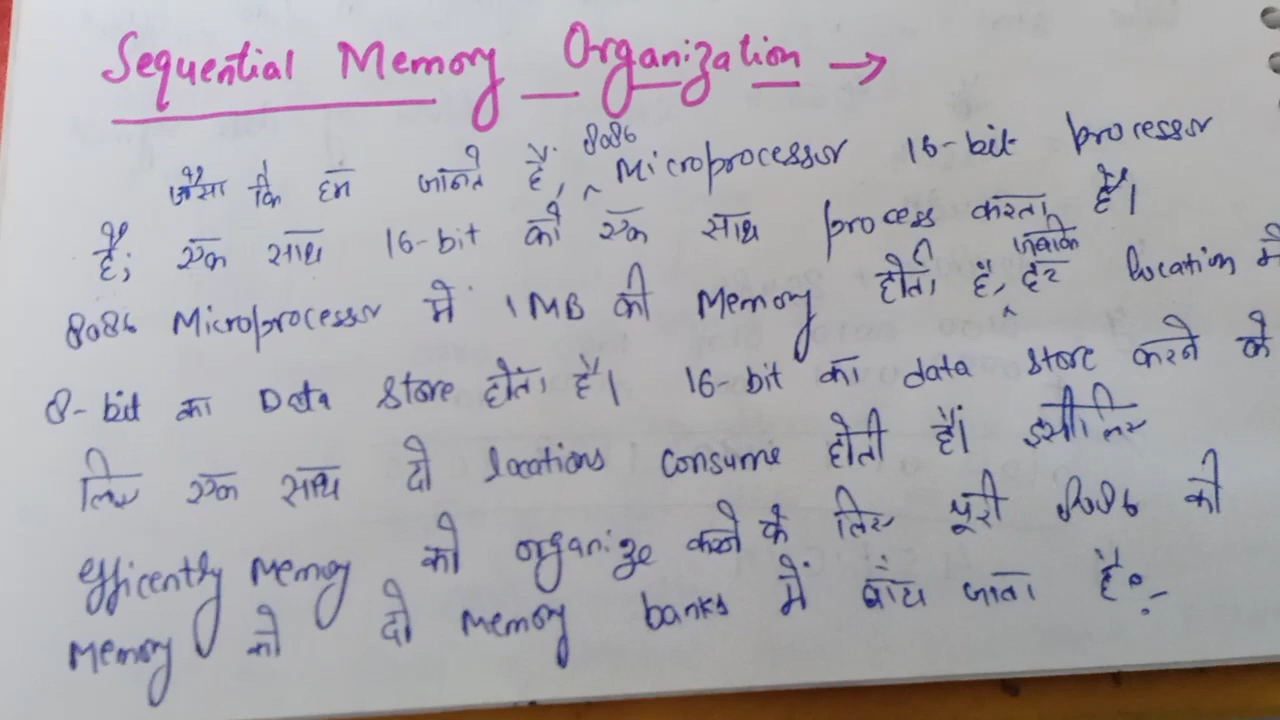 Sequential Memory Organization →
जैसा कि हम जानते हैं, 8086 Microprocessor 16-bit processor
है; एक साथ 16-bit को एक साथ process करता है।
8086 Microprocessor में 1MB की Memory होती है, जबकि हर location में
8-bit का Data store होता है। 16-bit का data store करने के
लिए एक साथ दो locations consume होती हैं। इसीलिए
efficently Memoy को organize करने के लिए पूरी 8086 की
Memory को दो memory banks में बाँटा जाता है:-